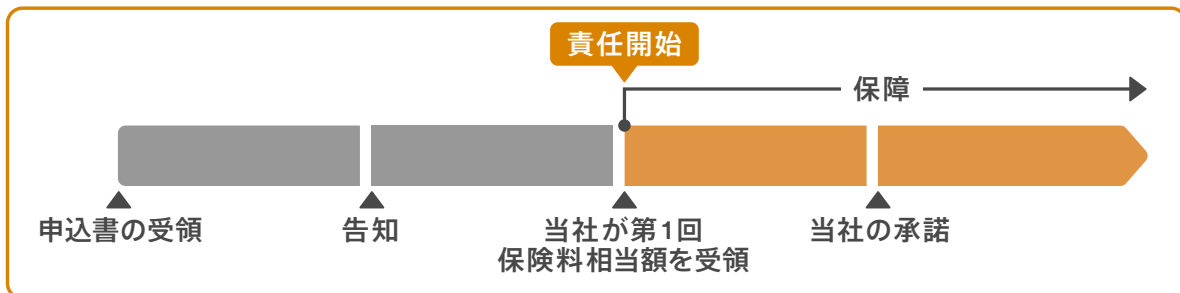 責任開始
保障
申込書の受領
告知
当社が第1回
保険料相当額を受領
当社の承諾